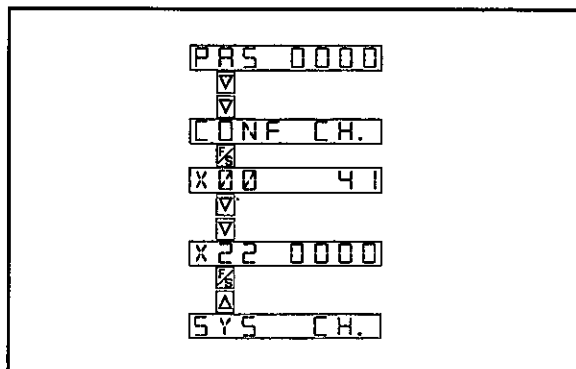 PAS 0000
▽
▽
CONF CH.
F/S
X00 41
▽
▽
X22 0000
F/S
△
SYS CH.